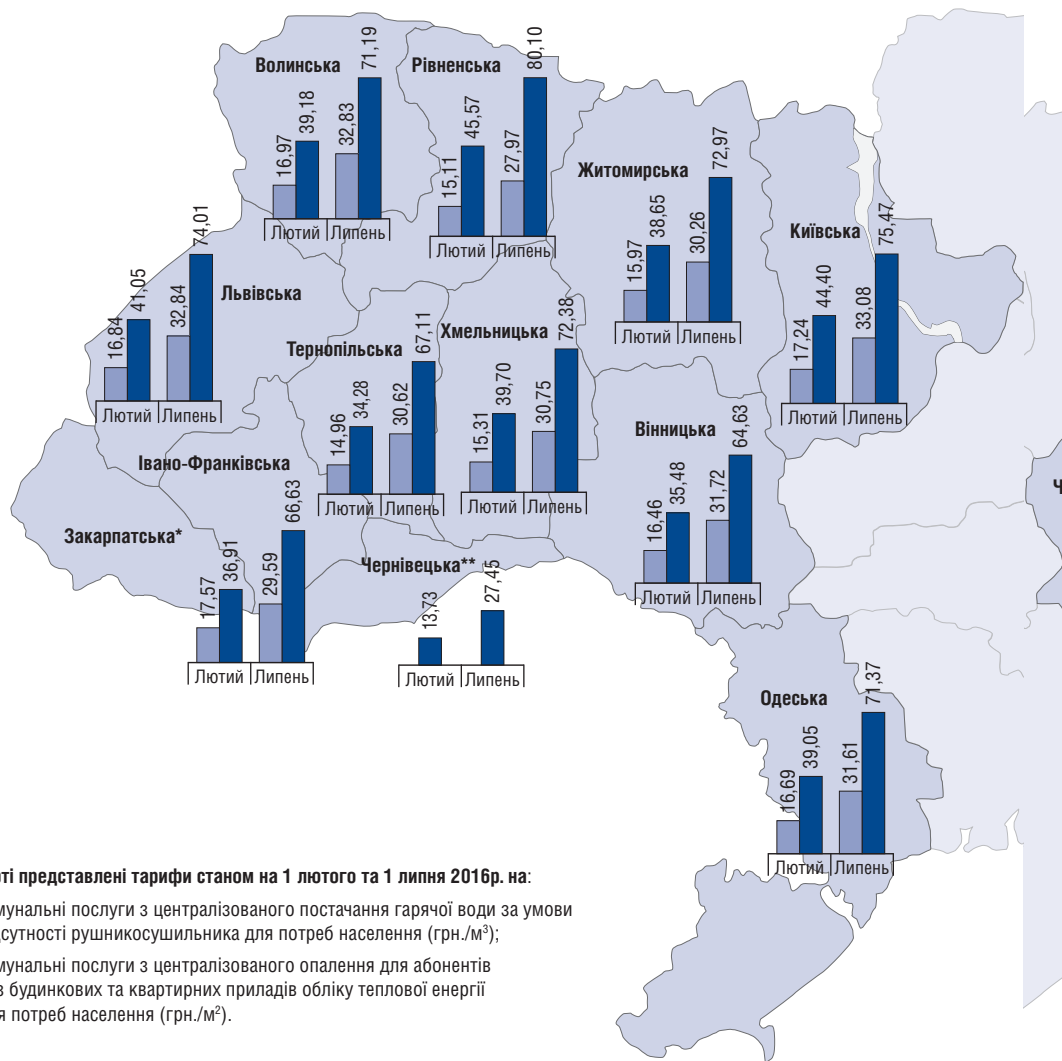 Волинська
16,97
39,18
32,83
71,19
Лютий
Липень
Рівненська
15,11
45,57
27,97
80,10
Лютий
Липень
Житомирська
15,97
38,65
30,26
72,97
Лютий
Липень
Київська
17,24
44,40
33,08
75,47
Лютий
Липень
Львівська
16,84
41,05
32,84
74,01
Лютий
Липень
Тернопільська
14,96
34,28
30,62
67,11
Лютий
Липень
Хмельницька
15,31
39,70
30,75
72,38
Лютий
Липень
Вінницька
16,46
35,48
31,72
64,63
Лютий
Липень
Івано-Франківська
17,57
36,91
29,59
66,63
Лютий
Липень
Закарпатська*
Чернівецька**
13,73
27,45
Лютий
Липень
Одеська
16,69
39,05
31,61
71,37
Лютий
Липень
Ч
рті представлені тарифи станом на 1 лютого та 1 липня 2016р. на:
мунальні послуги з централізованого постачання гарячої води за умови
дсутності рушникосушильника для потреб населення (грн./м³);
мунальні послуги з централізованого опалення для абонентів
з будинкових та квартирних приладів обліку теплової енергії
я потреб населення (грн./м²).